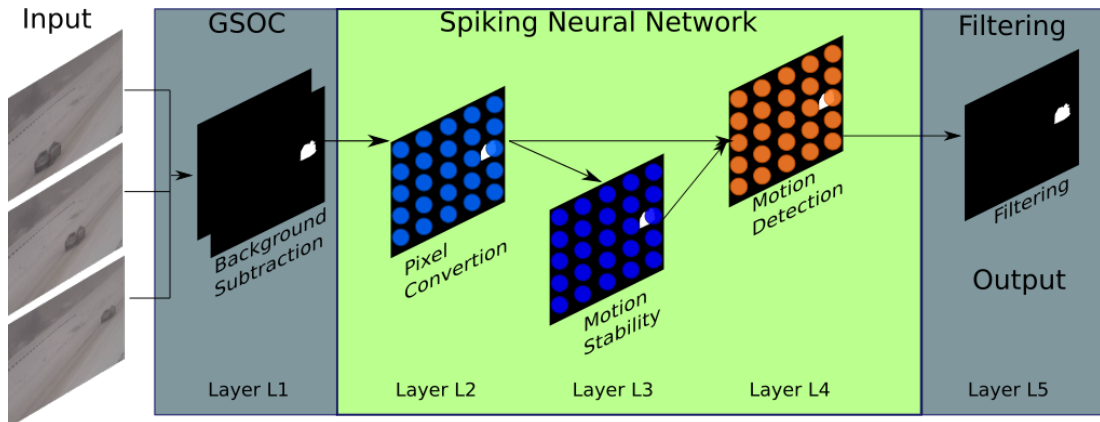 Input
GSOC
Spiking Neural Network
Filtering
Background
Subtraction
Pixel
Convertion
Motion
Stability
Motion
Detection
Filtering
Output
Layer L1
Layer L2
Layer L3
Layer L4
Layer L5